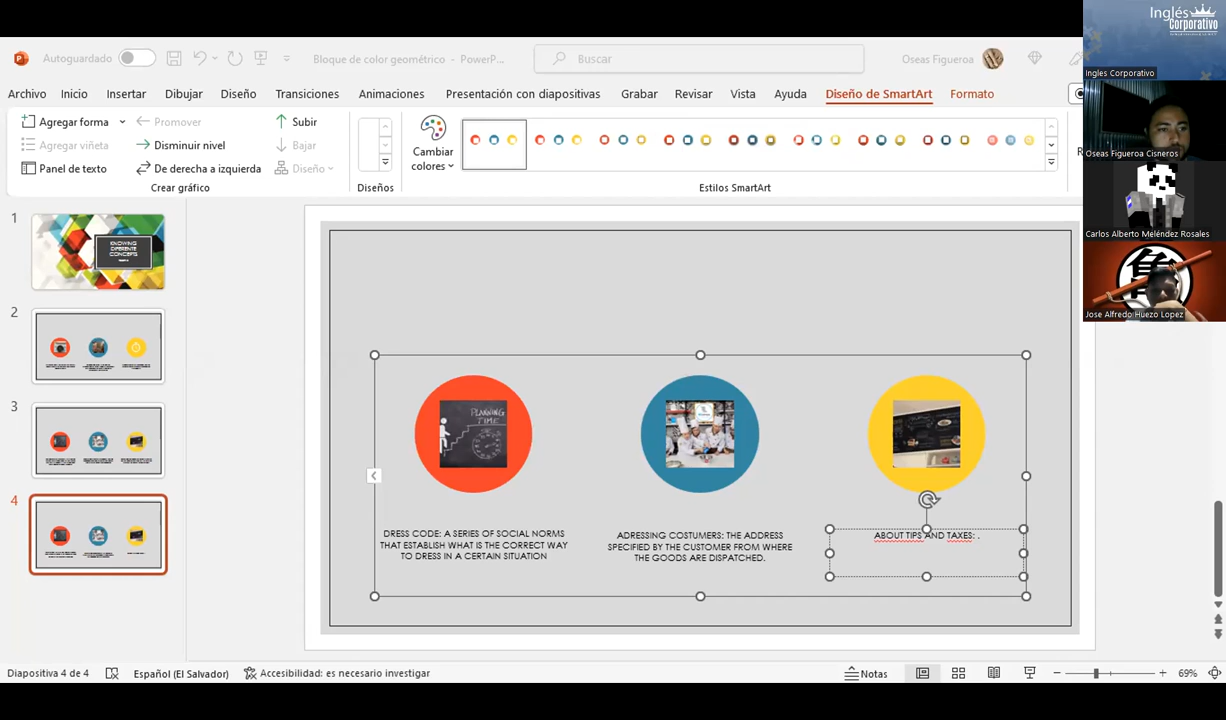 Inglés
Corporativo
Ingles Corporativo
Autoguardado
Bloque de color geométrico - PowerP...
Buscar
Oseas Figueroa
Archivo Inicio Insertar Dibujar Diseño Transiciones Animaciones Presentación con diapositivas Grabar Revisar Vista Ayuda Diseño de SmartArt Formato
Agregar forma
Promover
Subir
Agregar viñeta
Disminuir nivel
Bajar
Panel de texto
De derecha a izquierda
Diseño
Crear gráfico
Diseños
Cambiar
colores
Estilos SmartArt
Oseas Figueroa Cisneros
Carlos Alberto Meléndez Rosales
Jose Alfredo Huezo Lopez
1
KNOWING
DIFERENTE
CONCEPTS
2
3
4
PLANNING
TIME
DRESS CODE: A SERIES OF SOCIAL NORMS
THAT ESTABLISH WHAT IS THE CORRECT WAY
TO DRESS IN A CERTAIN SITUATION
ADRESSING COSTUMERS: THE ADDRESS
SPECIFIED BY THE CUSTOMER FROM WHERE
THE GOODS ARE DISPATCHED.
ABOUT TIPS AND TAXES: .
Diapositiva 4 de 4
Español (El Salvador)
Accesibilidad: es necesario investigar
Notas
69%